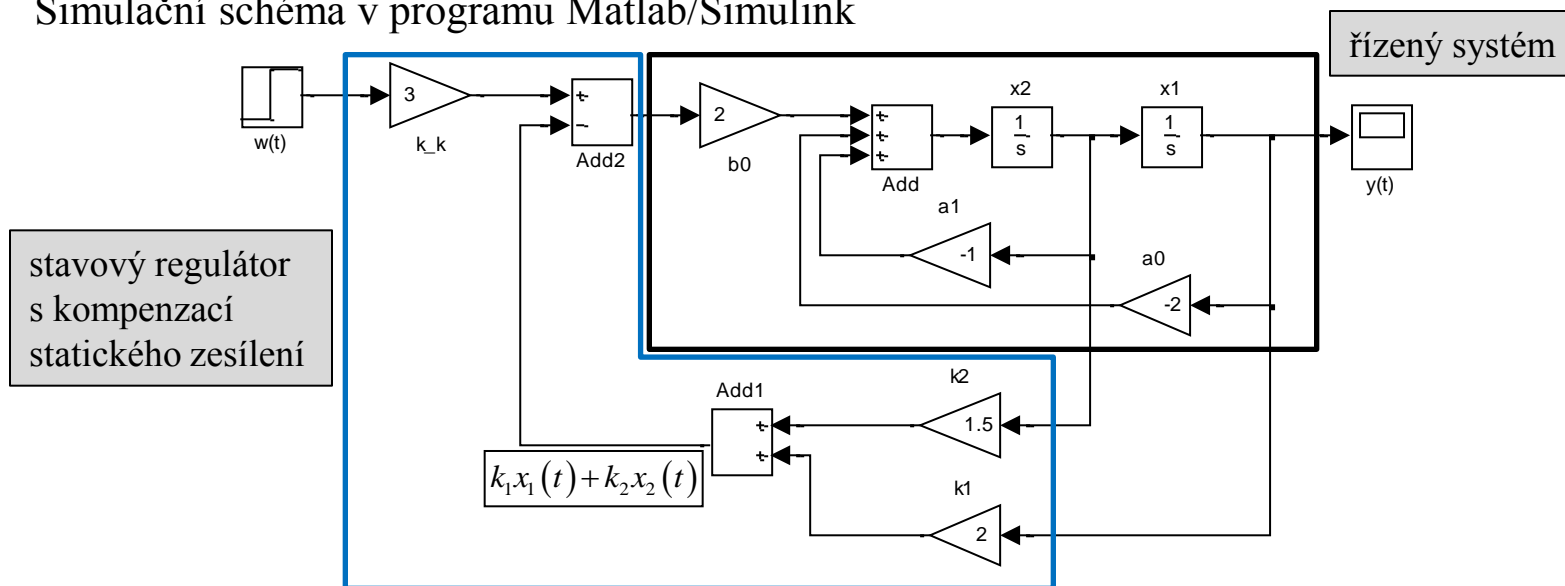 Simulační schéma v programu Matlab/Simulink
řízený systém
w(t)
3
k_k
+
−
Add2
2
b0
+
+
+
Add
x2
1
s
x1
1
s
y(t)
a1
-1
a0
-2
stavový regulátor
s kompenzací
statického zesílení
Add1
+
+
k2
1.5
k₁x₁(t)+k₂x₂(t)
k1
2